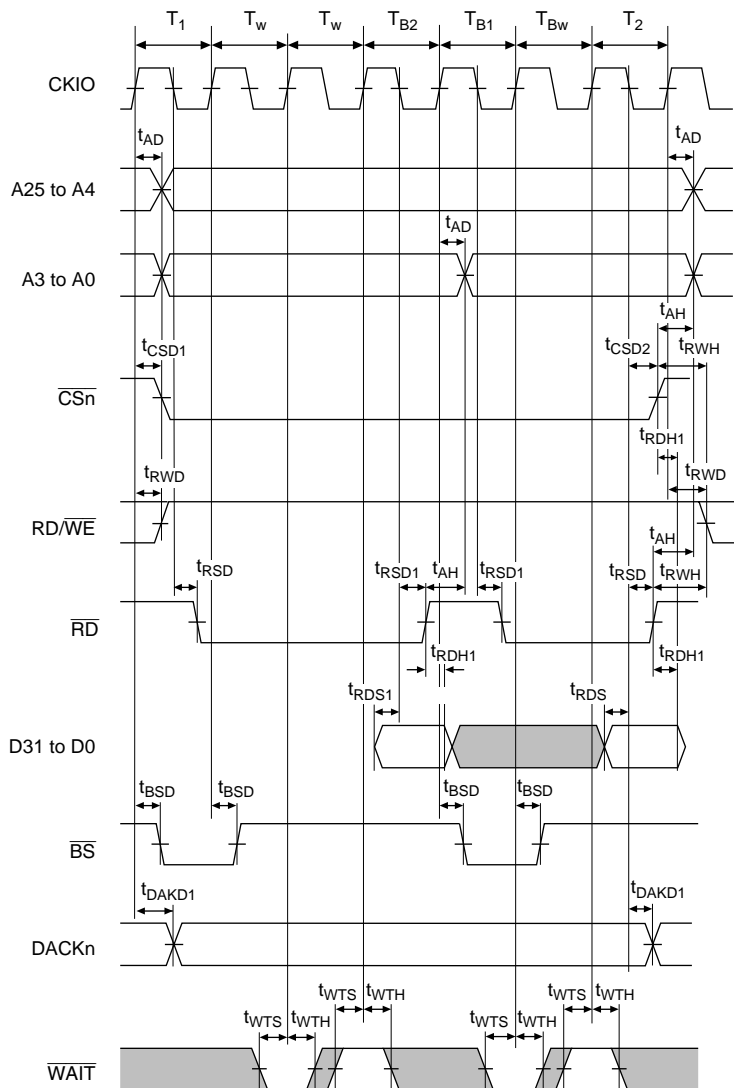 T1 Tw Tw TB2 TB1 TBw T2
CKIO
tAD tAD
A25 to A4
tAD
A3 to A0
tAH
tCSD1 tCSD2 tRWH
CSn
tRDH1
tRWD tRWD
RD/WE
tAH
tRSD tRSD1 tAH tRSD1 tRSD tRWH
RD
tRDH1 tRDH1
tRDS1 tRDS
D31 to D0
tBSD tBSD tBSD tBSD
BS
tDAKD1 tDAKD1
DACKn
tWTS tWTH tWTS tWTH
tWTS tWTH tWTS tWTH
WAIT